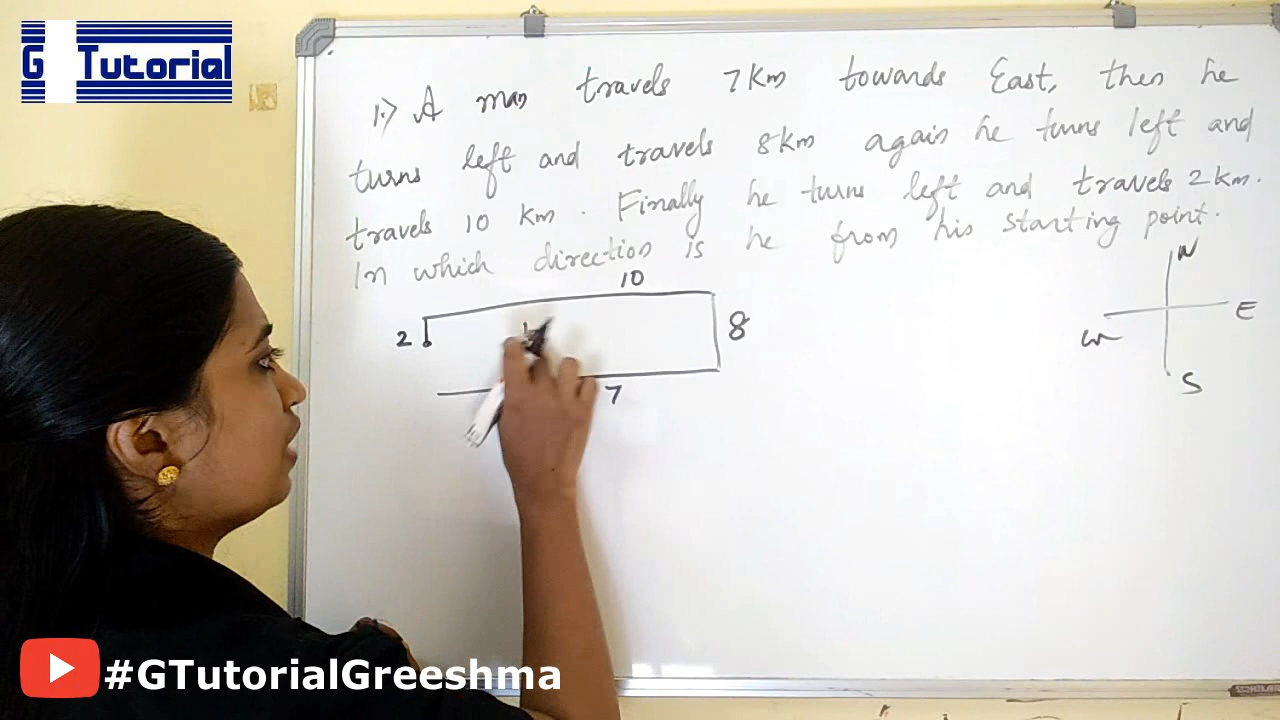 G Tutorial
1.) A man travels 7 Km towards East, then he
turns left and travels 8 km again he turns left and
travels 10 km. Finally he turns left and travels 2 km.
In which direction is he from his starting point.
N
W E
S
10
2 8
7
#GTutorialGreeshma